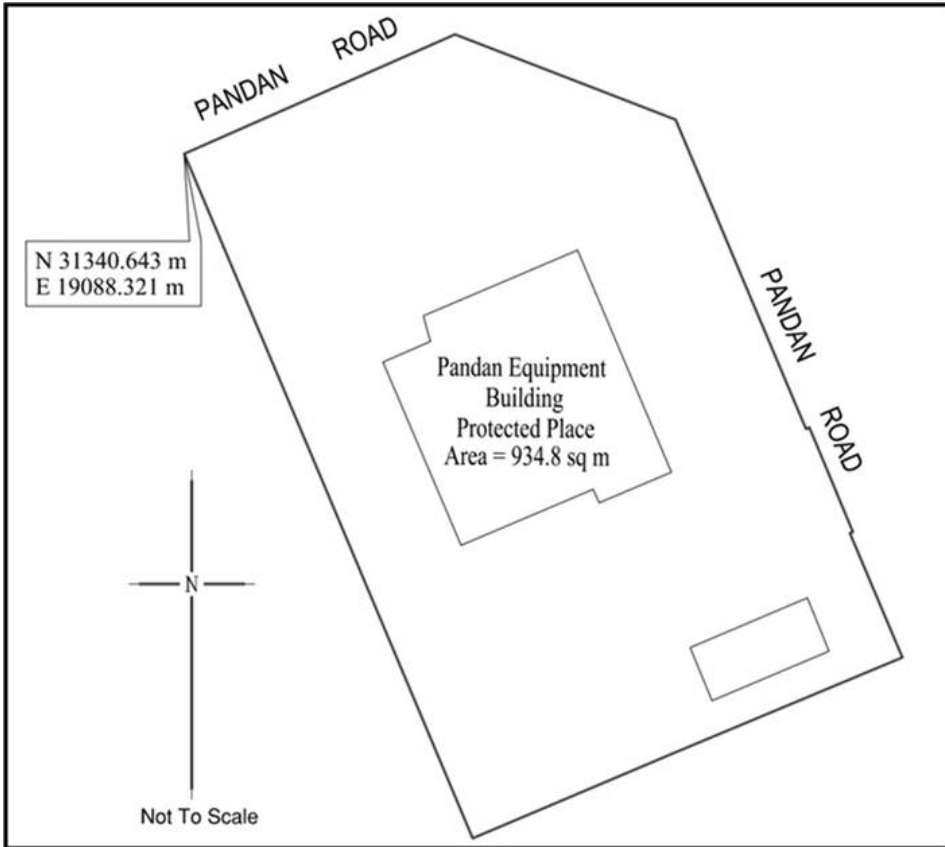 PANDAN ROAD
N 31340.643 m
E 19088.321 m
Pandan Equipment
Building
Protected Place
Area = 934.8 sq m
PANDAN ROAD
N
Not To Scale